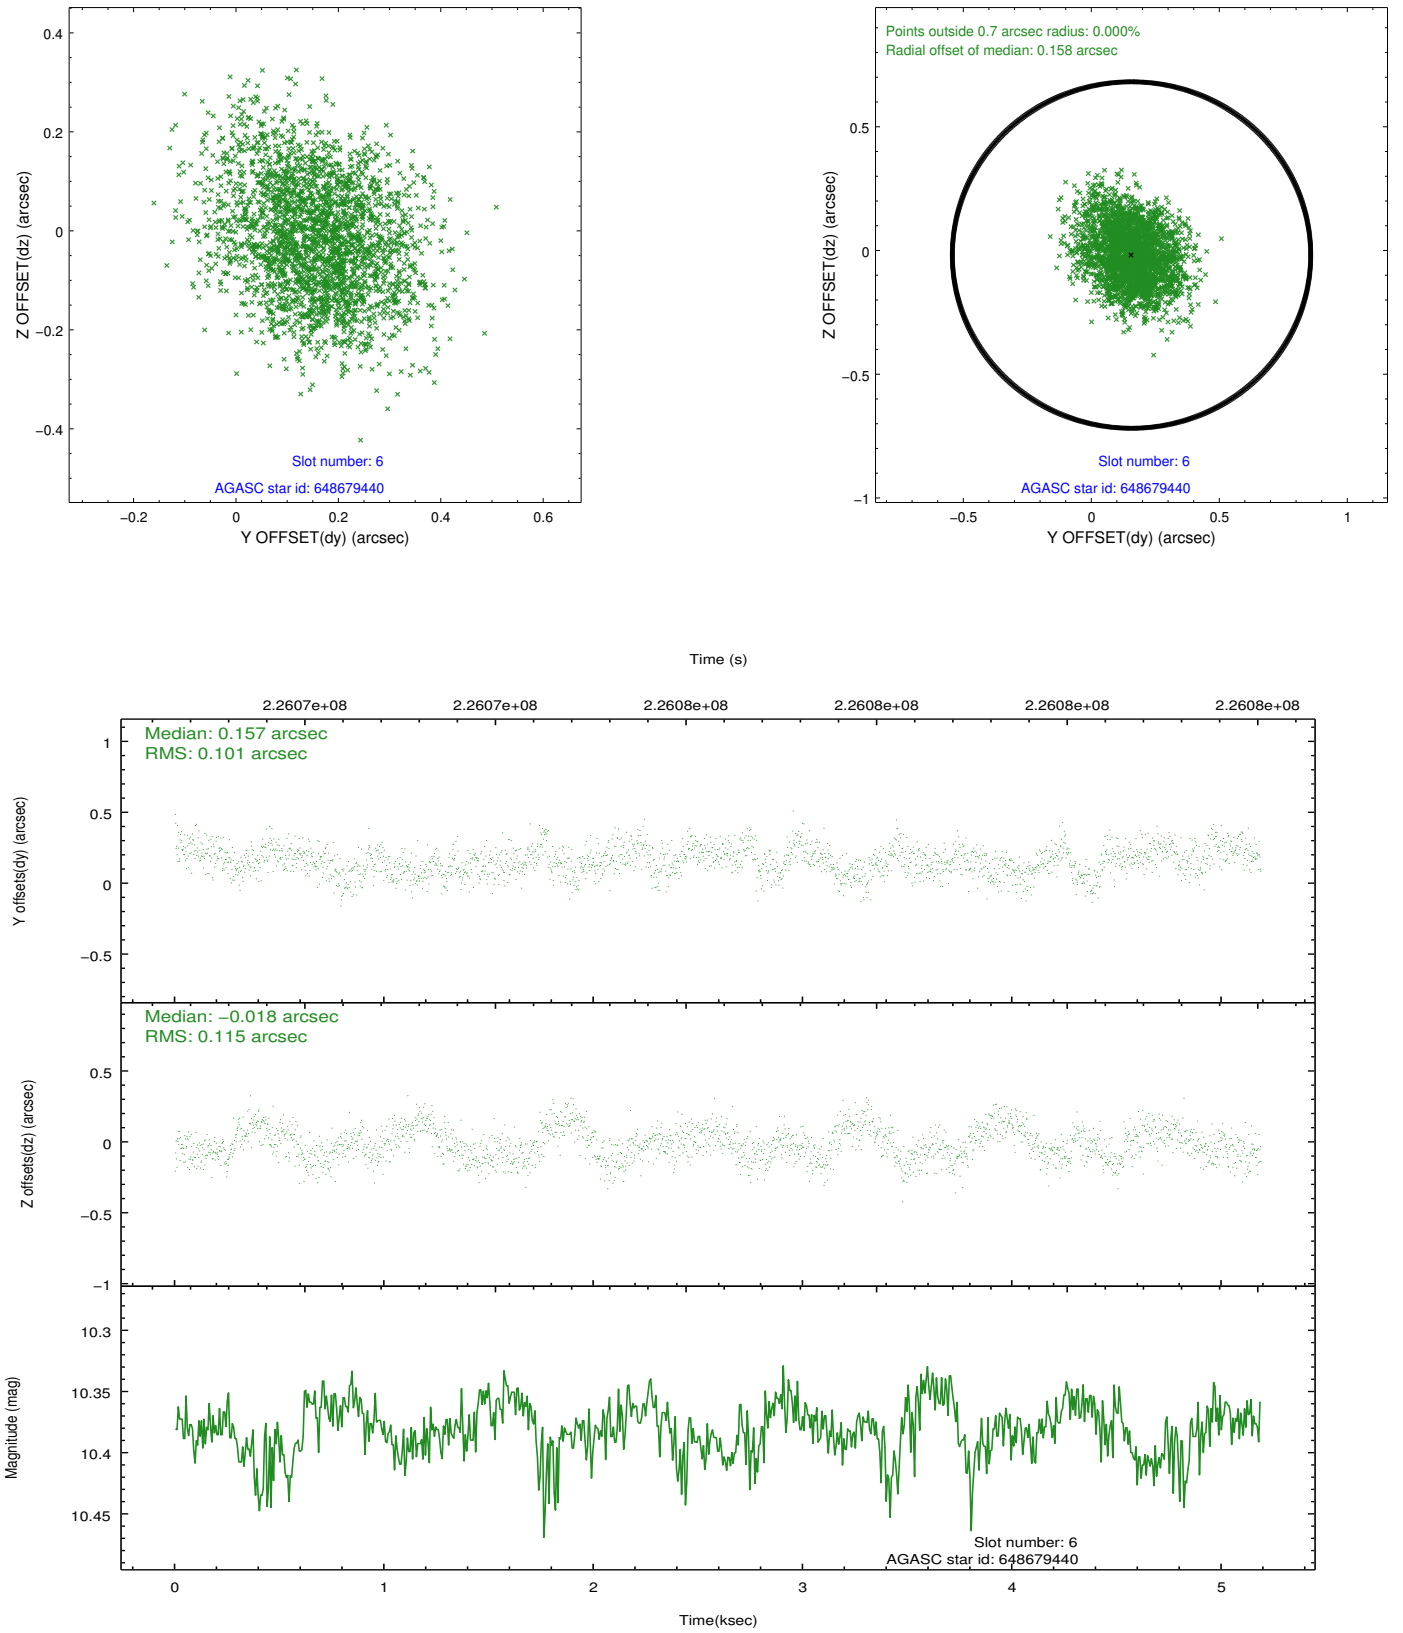 0.4
0.2
0
−0.2
−0.4
Z OFFSET(dz) (arcsec)
Slot number: 6
AGASC star id: 648679440
−0.2 0 0.2 0.4 0.6
Y OFFSET(dy) (arcsec)
Points outside 0.7 arcsec radius: 0.000%
Radial offset of median: 0.158 arcsec
0.5
0
−0.5
−1
Z OFFSET(dz) (arcsec)
Slot number: 6
AGASC star id: 648679440
−0.5 0 0.5 1
Y OFFSET(dy) (arcsec)
Time (s)
2.2607e+08 2.2607e+08 2.2608e+08 2.2608e+08 2.2608e+08 2.2608e+08
Median: 0.157 arcsec
RMS: 0.101 arcsec
1
0.5
0
−0.5
Y offsets(dy) (arcsec)
Median: −0.018 arcsec
RMS: 0.115 arcsec
0.5
0
−0.5
−1
Z offsets(dz) (arcsec)
10.3
10.35
10.4
10.45
Magnitude (mag)
Slot number: 6
AGASC star id: 648679440
0 1 2 3 4 5
Time(ksec)